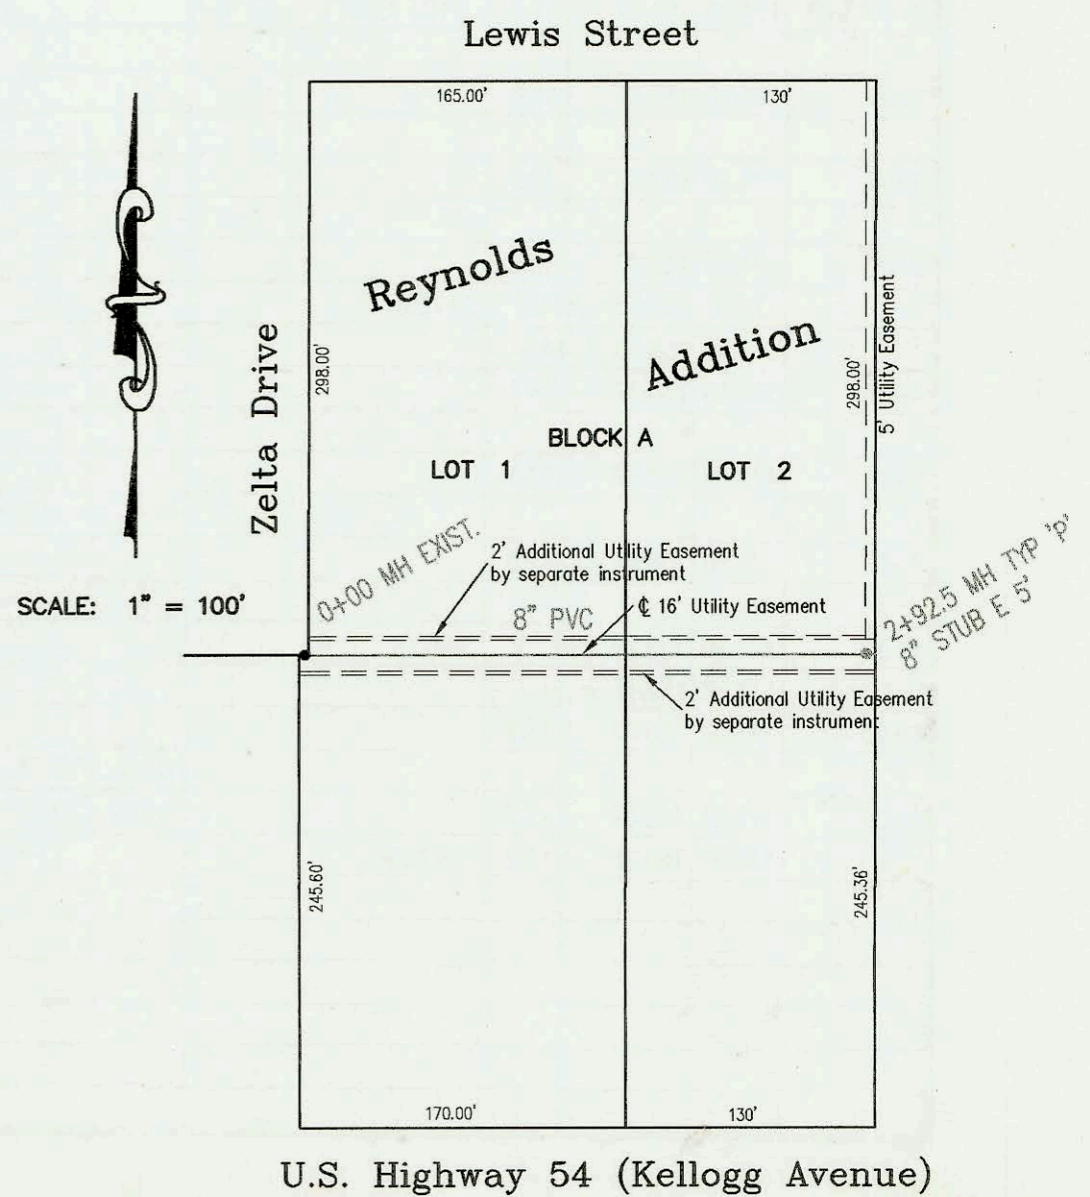 Lewis Street
165.00'
130'
Reynolds
Addition
Zelta Drive
298.00'
298.00'
5' Utility Easement
BLOCK A
LOT 1
LOT 2
0+00 MH EXIST.
2' Additional Utility Easement
by separate instrument
8" PVC
℄ 16' Utility Easement
2+92.5 MH TYP 'P'
8" STUB E 5'
SCALE: 1" = 100'
2' Additional Utility Easement
by separate instrument
245.60'
245.36'
170.00'
130'
U.S. Highway 54 (Kellogg Avenue)